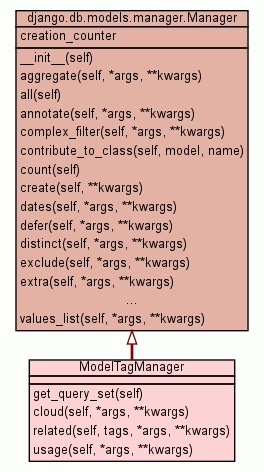 django.db.models.manager.Manager
creation_counter
__init__(self)
aggregate(self, *args, **kwargs)
all(self)
annotate(self, *args, **kwargs)
complex_filter(self, *args, **kwargs)
contribute_to_class(self, model, name)
count(self)
create(self, **kwargs)
dates(self, *args, **kwargs)
defer(self, *args, **kwargs)
distinct(self, *args, **kwargs)
exclude(self, *args, **kwargs)
extra(self, *args, **kwargs)
...
values_list(self, *args, **kwargs)
ModelTagManager
get_query_set(self)
cloud(self, *args, **kwargs)
related(self, tags, *args, **kwargs)
usage(self, *args, **kwargs)